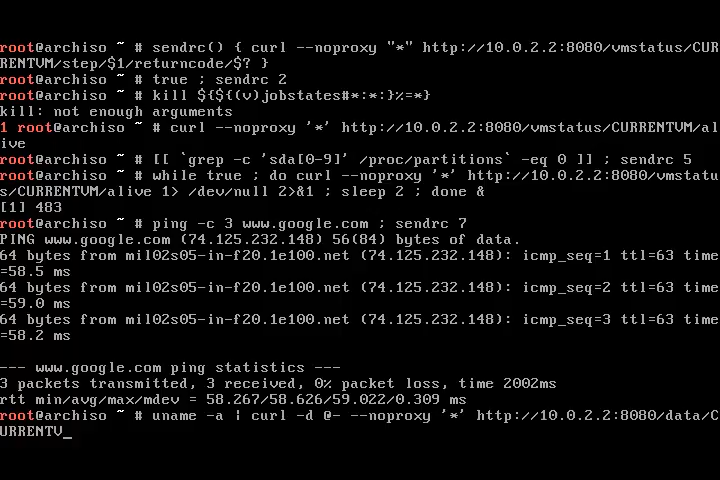 root@archiso ~ # sendrc() { curl --noproxy "*" http://10.0.2.2:8080/vmstatus/CUR
RENTVM/step/$1/returncode/$? }
root@archiso ~ # true ; sendrc 2
root@archiso ~ # kill ${${(v)jobstates#*:*:}%=*}
kill: not enough arguments
1 root@archiso ~ # curl --noproxy '*' http://10.0.2.2:8080/vmstatus/CURRENTVM/al
ive
root@archiso ~ # [[ `grep -c 'sda[0-9]' /proc/partitions` -eq 0 ]] ; sendrc 5
root@archiso ~ # while true ; do curl --noproxy '*' http://10.0.2.2:8080/vmstatu
s/CURRENTVM/alive 1> /dev/null 2>&1 ; sleep 2 ; done &
[1] 483
root@archiso ~ # ping -c 3 www.google.com ; sendrc 7
PING www.google.com (74.125.232.148) 56(84) bytes of data.
64 bytes from mil02s05-in-f20.1e100.net (74.125.232.148): icmp_seq=1 ttl=63 time
=58.5 ms
64 bytes from mil02s05-in-f20.1e100.net (74.125.232.148): icmp_seq=2 ttl=63 time
=59.0 ms
64 bytes from mil02s05-in-f20.1e100.net (74.125.232.148): icmp_seq=3 ttl=63 time
=58.2 ms
--- www.google.com ping statistics ---
3 packets transmitted, 3 received, 0% packet loss, time 2002ms
rtt min/avg/max/mdev = 58.267/58.626/59.022/0.309 ms
root@archiso ~ # uname -a | curl -d @- --noproxy '*' http://10.0.2.2:8080/data/C
URRENTV_